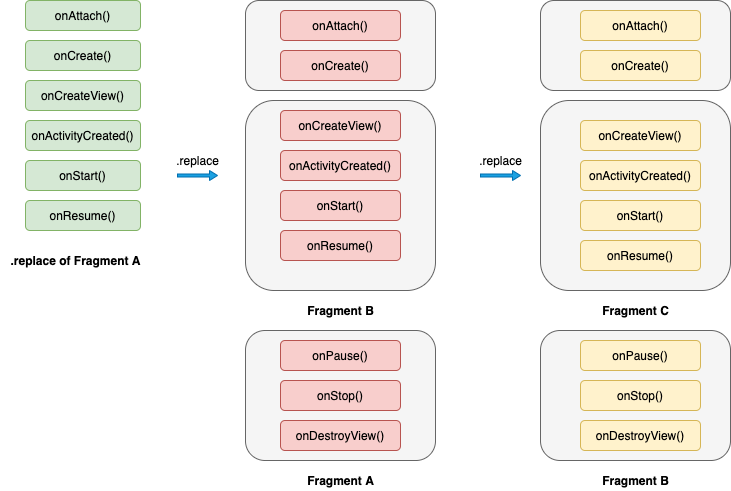 onAttach()
onCreate()
onCreateView()
onActivityCreated()
onStart()
onResume()
.replace of Fragment A
.replace
onAttach()
onCreate()
onCreateView()
onActivityCreated()
onStart()
onResume()
Fragment B
onPause()
onStop()
onDestroyView()
Fragment A
.replace
onAttach()
onCreate()
onCreateView()
onActivityCreated()
onStart()
onResume()
Fragment C
onPause()
onStop()
onDestroyView()
Fragment B